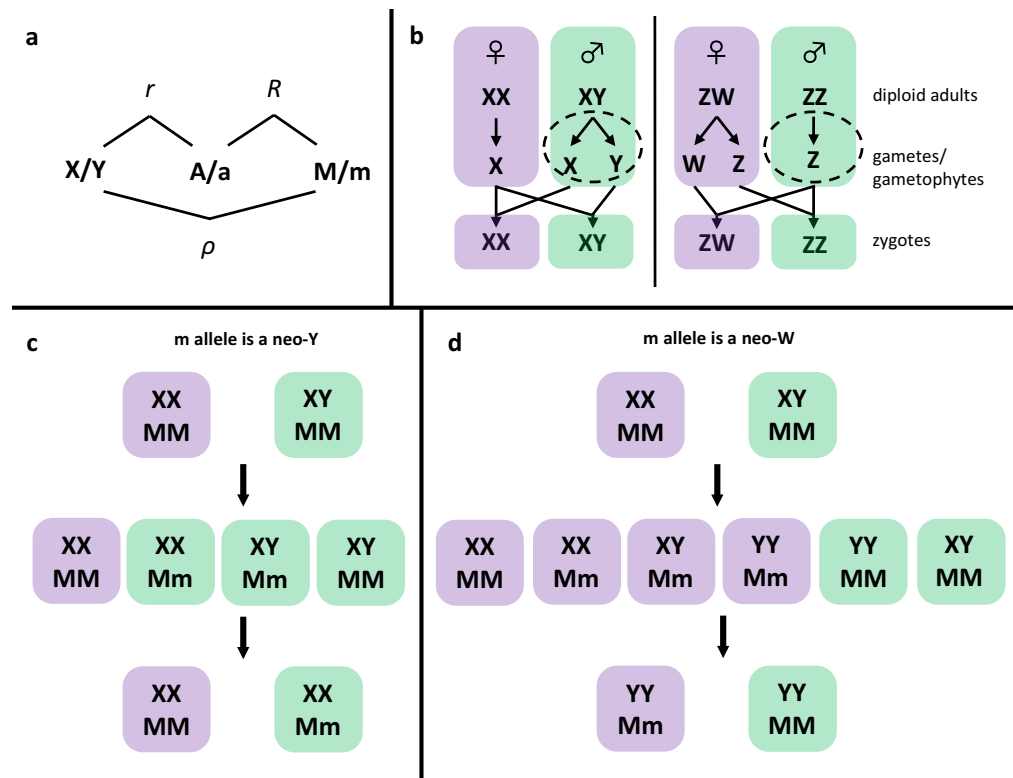 a
r R
X/Y A/a M/m
ρ
b
♀ ♂ ♀ ♂
XX XY ZW ZZ diploid adults
X X Y W Z Z gametes/
gametophytes
XX XY ZW ZZ zygotes
c
m allele is a neo-Y
XX XY
MM MM
XX XX XY XY
MM Mm Mm MM
XX XX
MM Mm
d
m allele is a neo-W
XX XY
MM MM
XX XX XY YY YY XY
MM Mm Mm Mm MM MM
YY YY
Mm MM